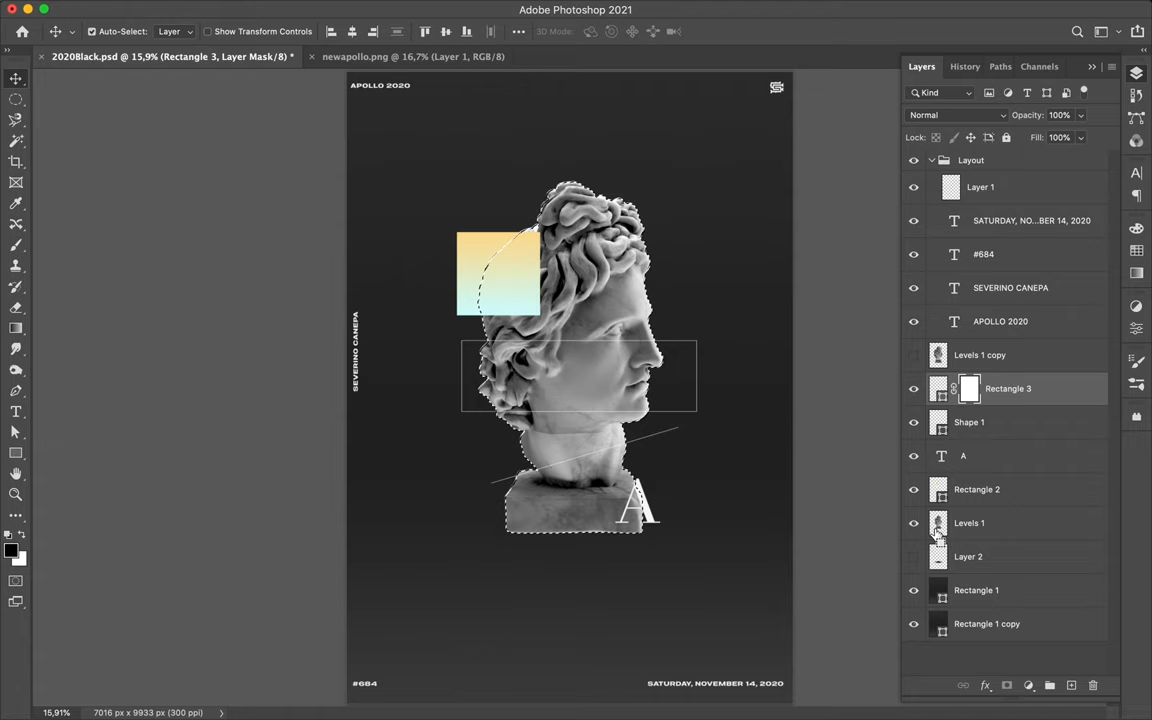 Adobe Photoshop 2021
Auto-Select: Layer Show Transform Controls 3D Mode:
2020Black.psd @ 15,9% (Rectangle 3, Layer Mask/8) * newapollo.png @ 16,7% (Layer 1, RGB/8)
Layers History Paths Channels
Kind
Normal Opacity: 100%
Lock: Fill: 100%
Layout
Layer 1
SATURDAY, NO...BER 14, 2020
#684
SEVERINO CANEPA
APOLLO 2020
Levels 1 copy
Rectangle 3
Shape 1
A
Rectangle 2
Levels 1
Layer 2
Rectangle 1
Rectangle 1 copy
APOLLO 2020
SEVERINO CANEPA
A
#684 SATURDAY, NOVEMBER 14, 2020
15,91% 7016 px x 9933 px (300 ppi)